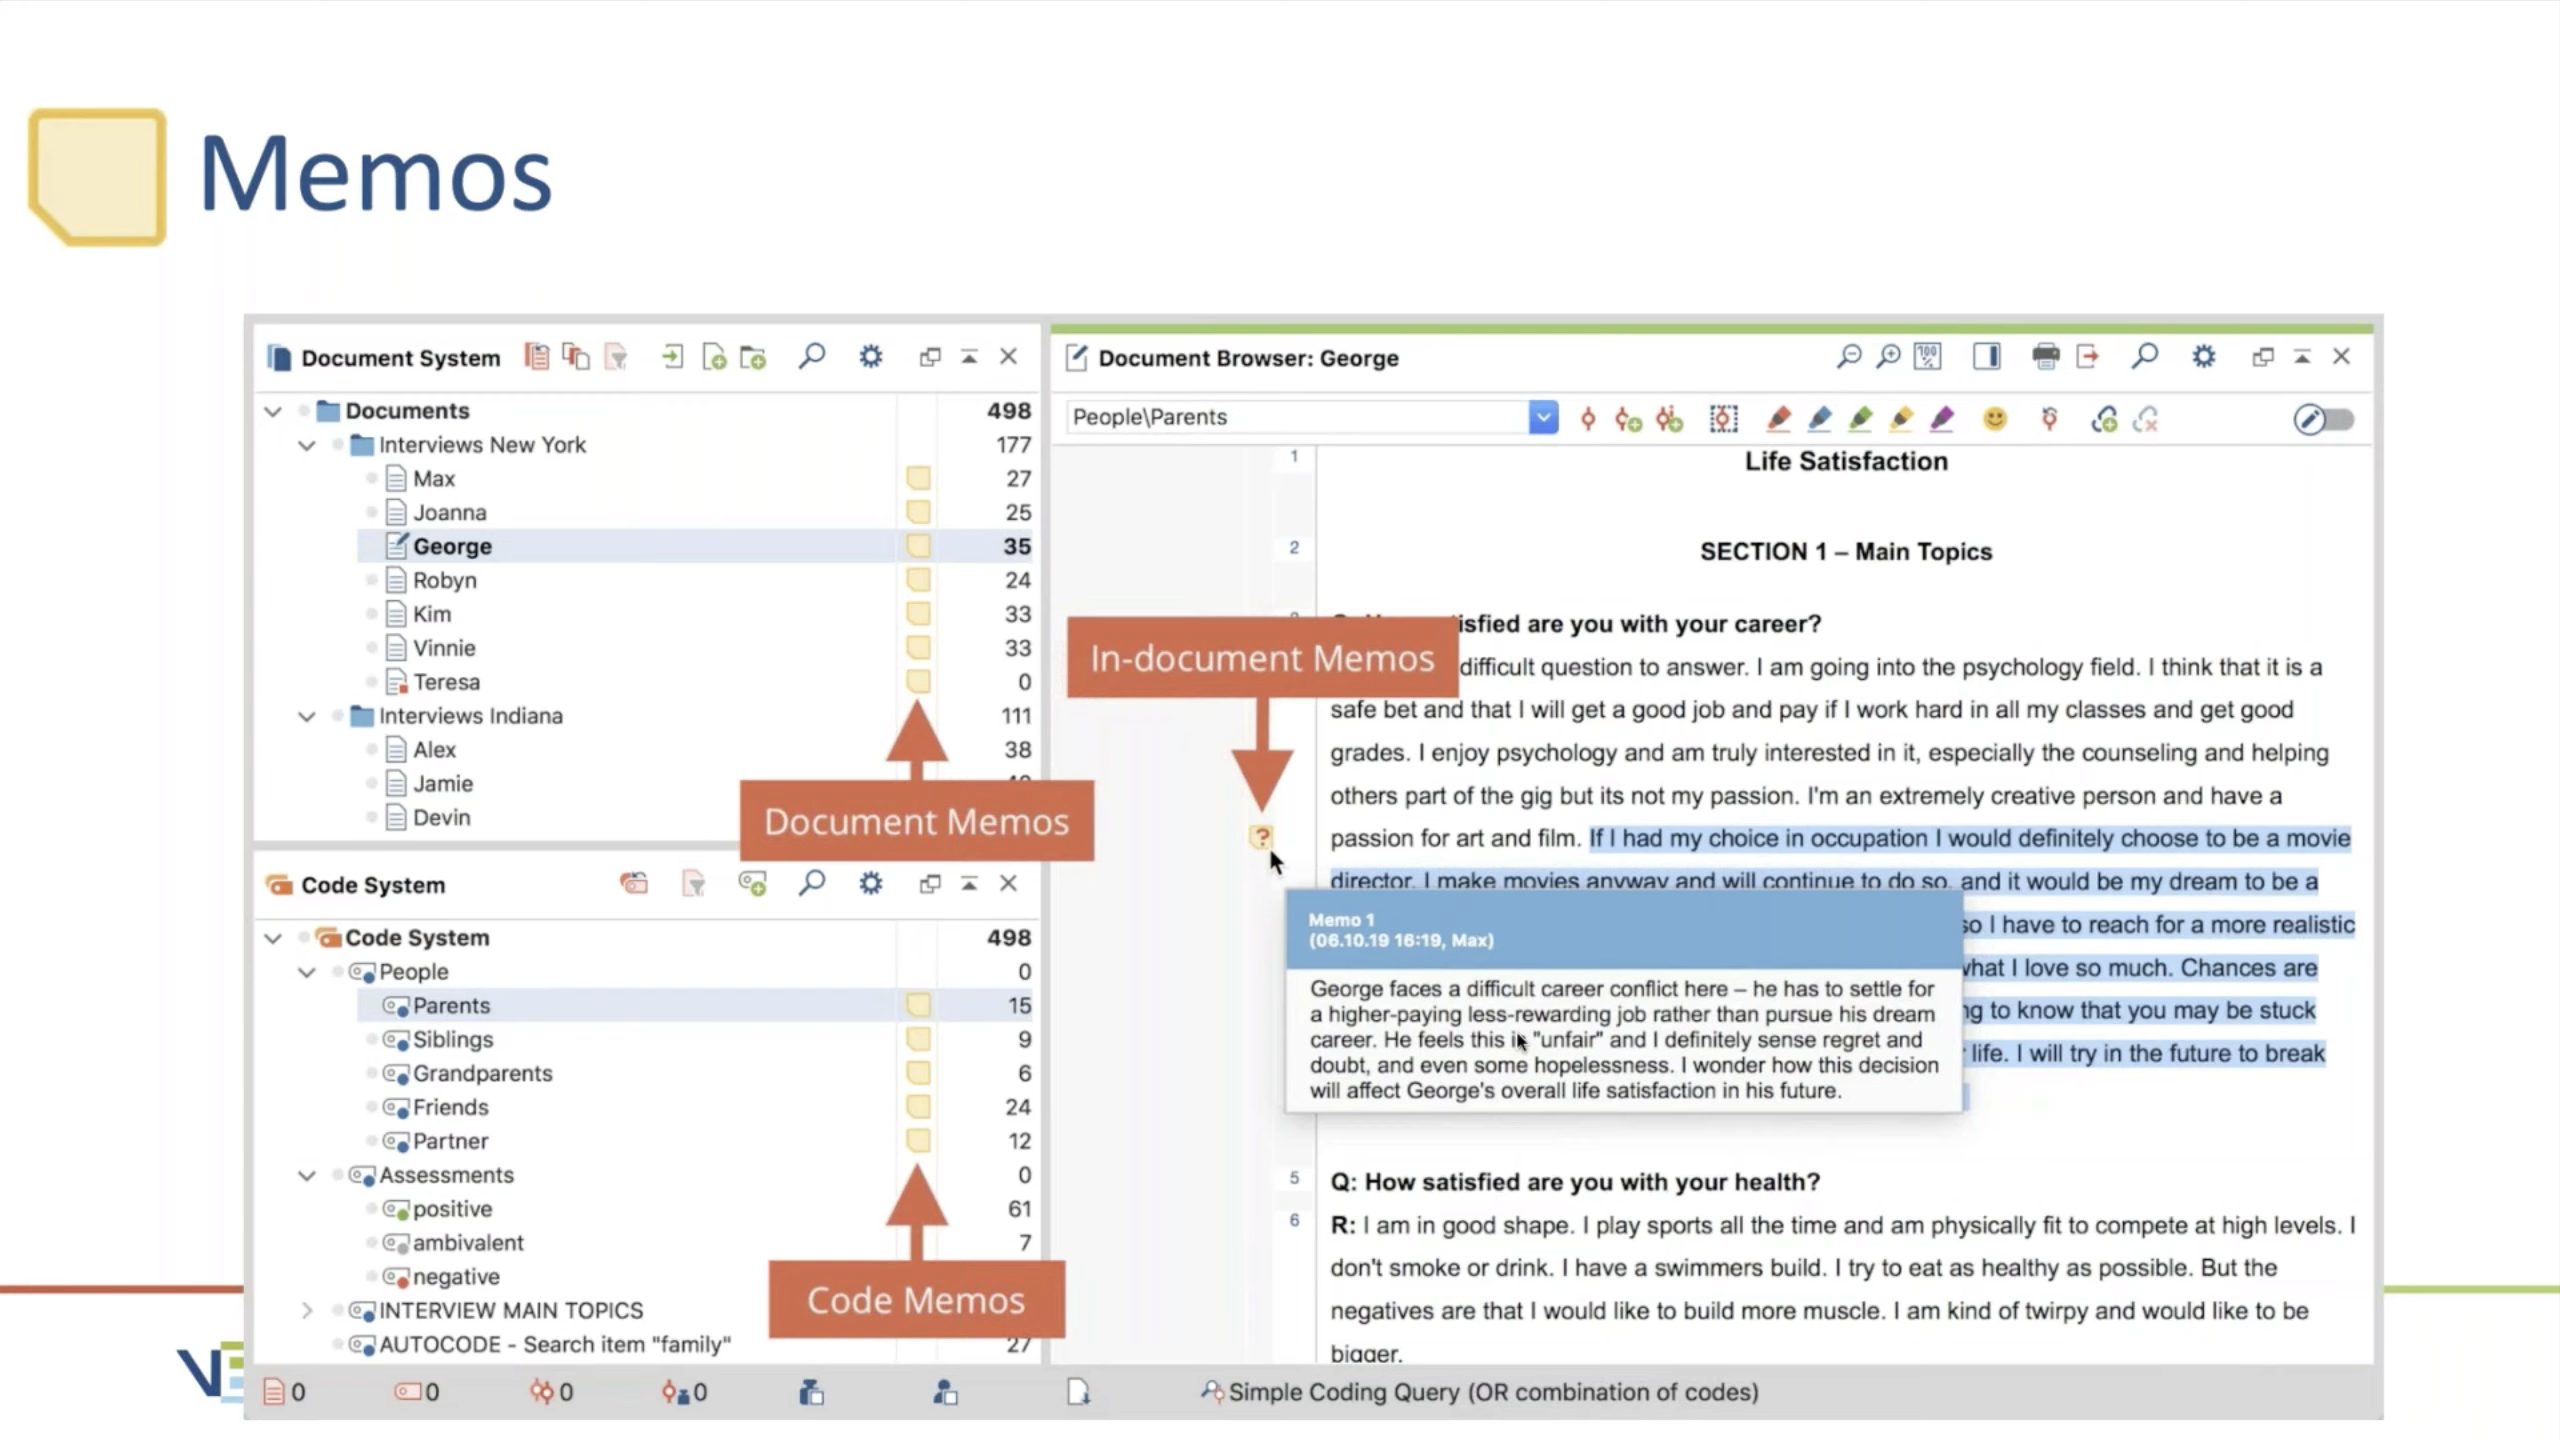 Memos
Document System
Documents 498
Interviews New York 177
Max 27
Joanna 25
George 35
Robyn 24
Kim 33
Vinnie 33
Teresa 0
Interviews Indiana 111
Alex 38
Jamie
Devin
Document Memos
Code System
Code System 498
People 0
Parents 15
Siblings 9
Grandparents 6
Friends 24
Partner 12
Assessments 0
positive 61
ambivalent 7
negative
Code Memos
INTERVIEW MAIN TOPICS
AUTOCODE - Search item "family" 27
Document Browser: George
100 %
People\Parents
1 Life Satisfaction
2 SECTION 1 – Main Topics
In-document Memos
are you with your career?
difficult question to answer. I am going into the psychology field. I think that it is a
safe bet and that I will get a good job and pay if I work hard in all my classes and get good
grades. I enjoy psychology and am truly interested in it, especially the counseling and helping
others part of the gig but its not my passion. I'm an extremely creative person and have a
? passion for art and film. If I had my choice in occupation I would definitely choose to be a movie
director. I make movies anyway and will continue to do so, and it would be my dream to be a
so I have to reach for a more realistic
what I love so much. Chances are
to know that you may be stuck
life. I will try in the future to break
Memo 1
(06.10.19 16:19, Max)
George faces a difficult career conflict here – he has to settle for
a higher-paying less-rewarding job rather than pursue his dream
career. He feels this is "unfair" and I definitely sense regret and
doubt, and even some hopelessness. I wonder how this decision
will affect George's overall life satisfaction in his future.
5 Q: How satisfied are you with your health?
6 R: I am in good shape. I play sports all the time and am physically fit to compete at high levels. I
don't smoke or drink. I have a swimmers build. I try to eat as healthy as possible. But the
negatives are that I would like to build more muscle. I am kind of twirpy and would like to be
bigger.
0 0 0 0 Simple Coding Query (OR combination of codes)